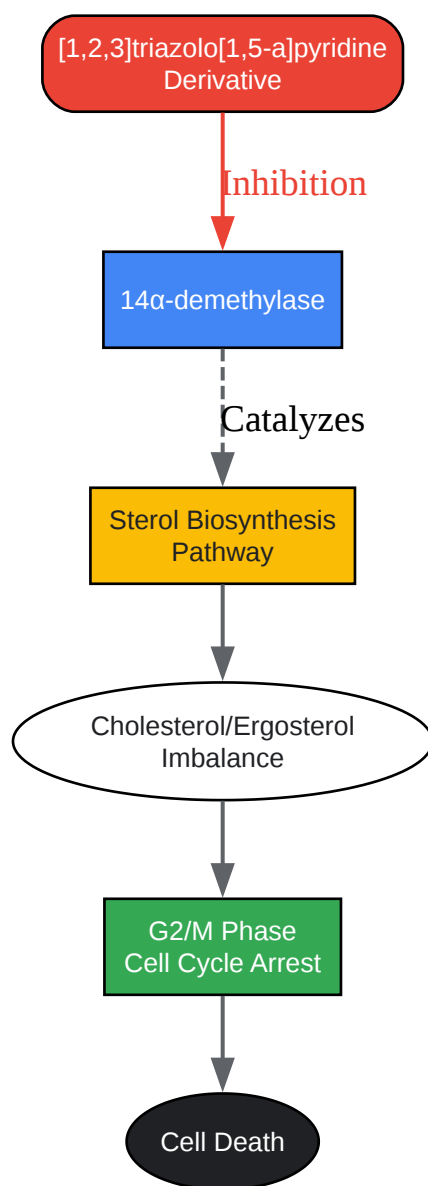 [1,2,3]triazolo[1,5-a]pyridine
Derivative
Inhibition
14α-demethylase
Catalyzes
Sterol Biosynthesis
Pathway
Cholesterol/Ergosterol
Imbalance
G2/M Phase
Cell Cycle Arrest
Cell Death